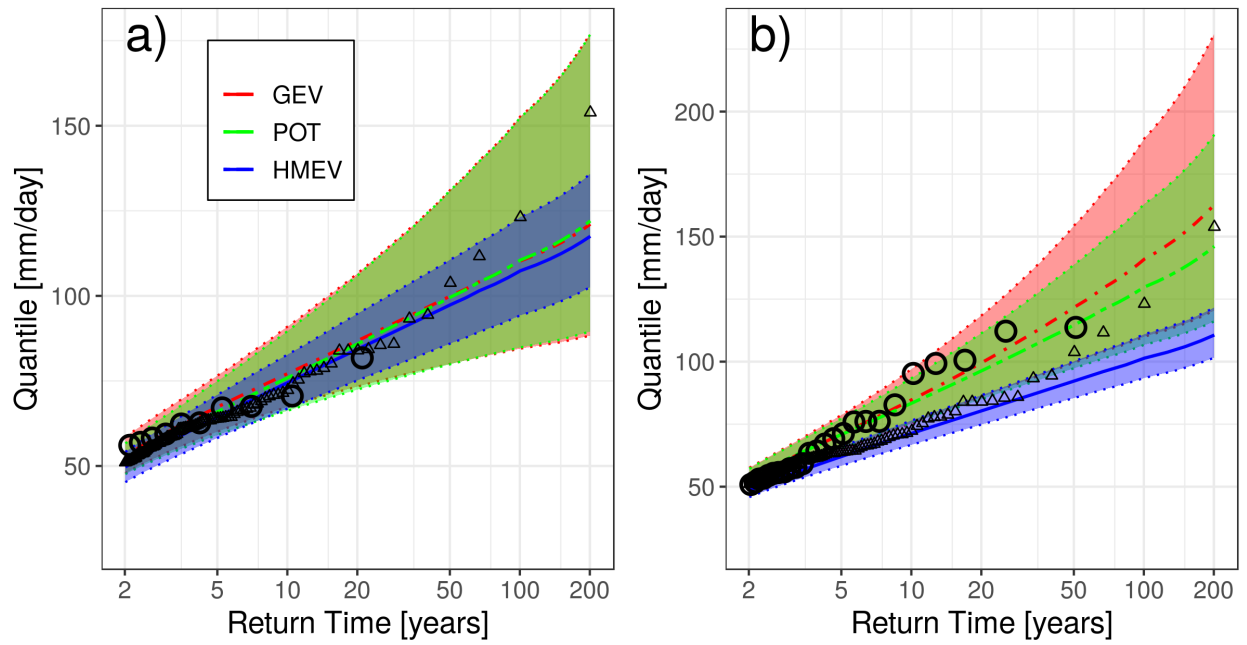 a)
GEV
POT
HMEV
150
100
50
Quantile [mm/day]
2 5 10 20 50 100 200
Return Time [years]
b)
200
150
100
50
Quantile [mm/day]
2 5 10 20 50 100 200
Return Time [years]